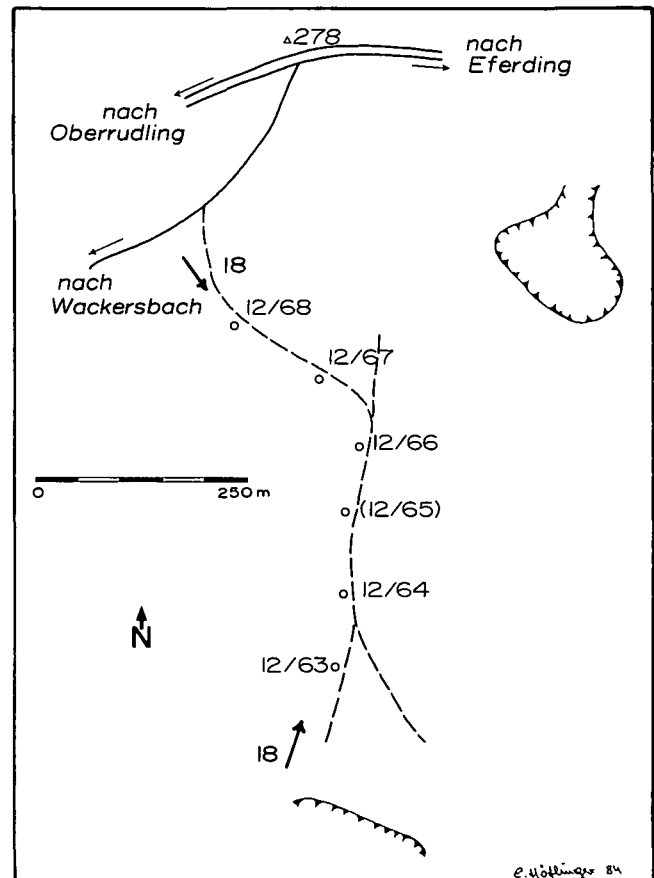 △278
nach
Eferding
nach
Oberrudling
nach
Wackersbach
18
12/68
12/67
12/66
(12/65)
12/64
12/63
18
0
250 m
N
84